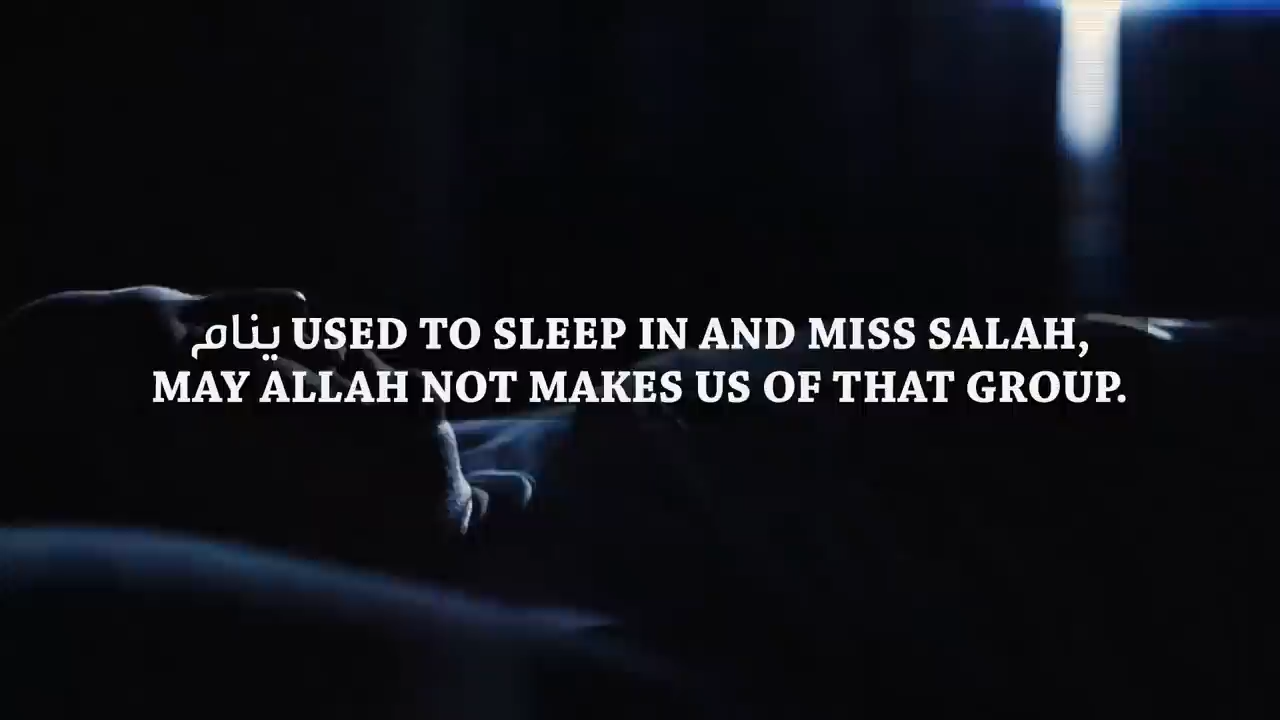 ينام USED TO SLEEP IN AND MISS SALAH,
MAY ALLAH NOT MAKES US OF THAT GROUP.